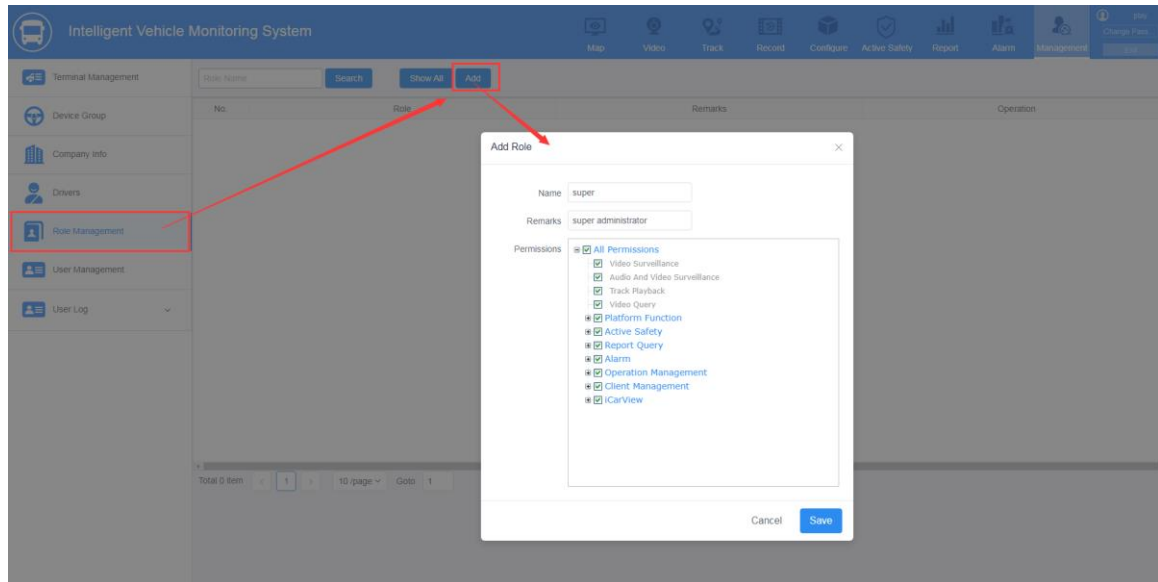 Intelligent Vehicle Monitoring System
Map Video Track Record Configure Active Safety Report Alarm Management
Change Pass
Terminal Management
Device Group
Company Info
Drivers
Role Management
User Management
User Log
Role Name Search Show All Add
No. Role Remarks Operation
Add Role
Name super
Remarks super administrator
Permissions All Permissions
Video Surveillance
Audio And Video Surveillance
Track Playback
Video Query
Platform Function
Active Safety
Report Query
Alarm
Operation Management
Client Management
iCarView
Total 0 item 1 10 /page Goto 1
Cancel Save